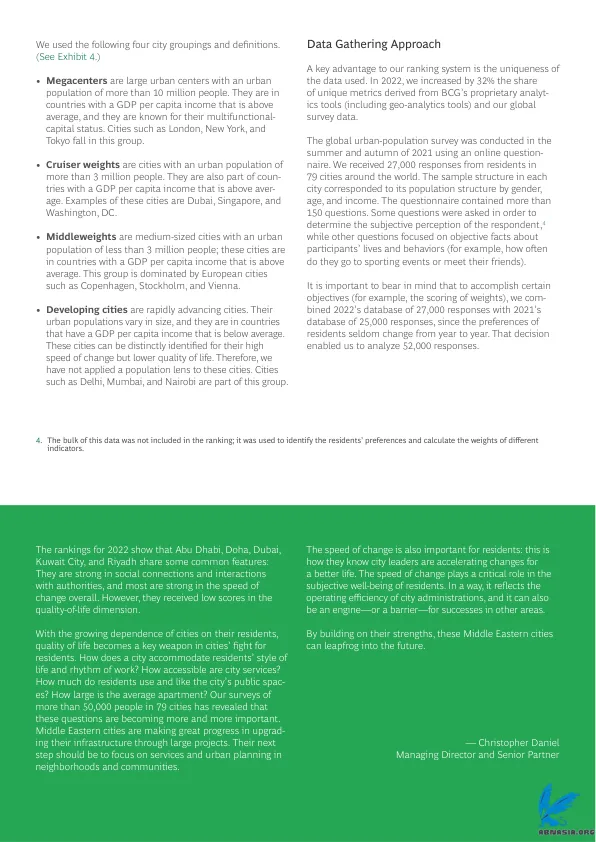 We used the following four city groupings and definitions.
(See Exhibit 4.)
• Megacenters are large urban centers with an urban
population of more than 10 million people. They are in
countries with a GDP per capita income that is above
average, and they are known for their multifunctional-
capital status. Cities such as London, New York, and
Tokyo fall in this group.
• Cruiser weights are cities with an urban population of
more than 3 million people. They are also part of coun-
tries with a GDP per capita income that is above aver-
age. Examples of these cities are Dubai, Singapore, and
Washington, DC.
• Middleweights are medium-sized cities with an urban
population of less than 3 million people; these cities are
in countries with a GDP per capita income that is above
average. This group is dominated by European cities
such as Copenhagen, Stockholm, and Vienna.
• Developing cities are rapidly advancing cities. Their
urban populations vary in size, and they are in countries
that have a GDP per capita income that is below average.
These cities can be distinctly identified for their high
speed of change but lower quality of life. Therefore, we
have not applied a population lens to these cities. Cities
such as Delhi, Mumbai, and Nairobi are part of this group.
Data Gathering Approach
A key advantage to our ranking system is the uniqueness of
the data used. In 2022, we increased by 32% the share
of unique metrics derived from BCG's proprietary analyt-
ics tools (including geo-analytics tools) and our global
survey data.
The global urban-population survey was conducted in the
summer and autumn of 2021 using an online question-
naire. We received 27,000 responses from residents in
79 cities around the world. The sample structure in each
city corresponded to its population structure by gender,
age, and income. The questionnaire contained more than
150 questions. Some questions were asked in order to
determine the subjective perception of the respondent,⁴
while other questions focused on objective facts about
participants' lives and behaviors (for example, how often
do they go to sporting events or meet their friends).
It is important to bear in mind that to accomplish certain
objectives (for example, the scoring of weights), we com-
bined 2022's database of 27,000 responses with 2021's
database of 25,000 responses, since the preferences of
residents seldom change from year to year. That decision
enabled us to analyze 52,000 responses.
4. The bulk of this data was not included in the ranking; it was used to identify the residents' preferences and calculate the weights of different
indicators.
The rankings for 2022 show that Abu Dhabi, Doha, Dubai,
Kuwait City, and Riyadh share some common features:
They are strong in social connections and interactions
with authorities, and most are strong in the speed of
change overall. However, they received low scores in the
quality-of-life dimension.
With the growing dependence of cities on their residents,
quality of life becomes a key weapon in cities' fight for
residents. How does a city accommodate residents' style of
life and rhythm of work? How accessible are city services?
How much do residents use and like the city's public spac-
es? How large is the average apartment? Our surveys of
more than 50,000 people in 79 cities has revealed that
these questions are becoming more and more important.
Middle Eastern cities are making great progress in upgrad-
ing their infrastructure through large projects. Their next
step should be to focus on services and urban planning in
neighborhoods and communities.
The speed of change is also important for residents: this is
how they know city leaders are accelerating changes for
a better life. The speed of change plays a critical role in the
subjective well-being of residents. In a way, it reflects the
operating efficiency of city administrations, and it can also
be an engine—or a barrier—for successes in other areas.
By building on their strengths, these Middle Eastern cities
can leapfrog into the future.
— Christopher Daniel
Managing Director and Senior Partner
ABNASIA.ORG